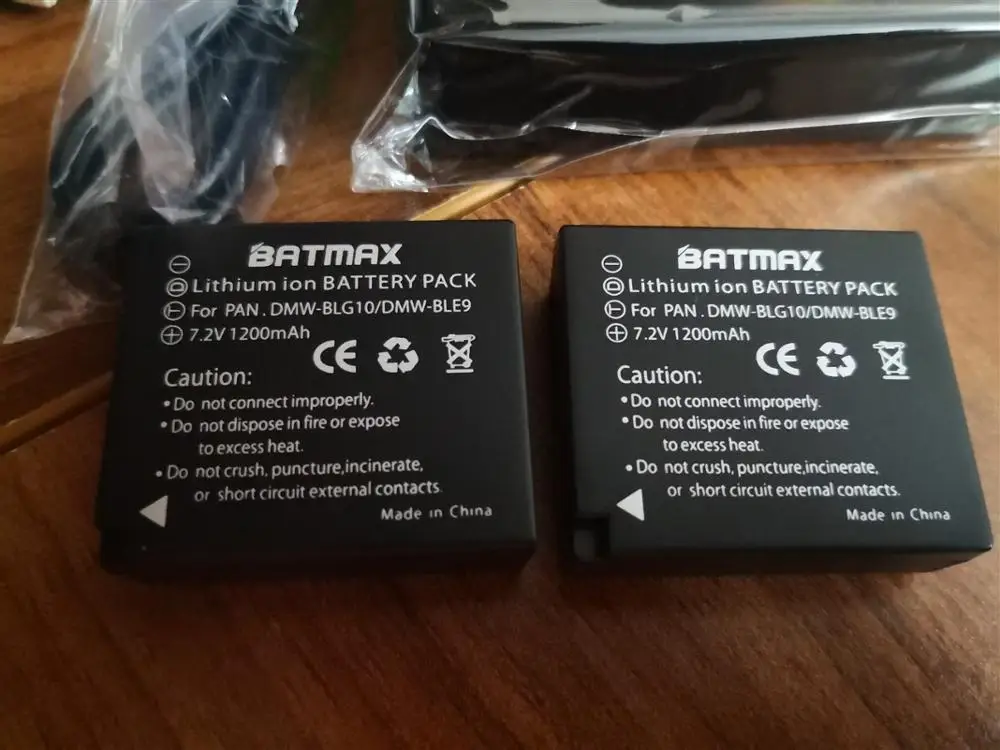 BATMAX
Lithium ion BATTERY PACK
For PAN . DMW-BLG10/DMW-BLE9
7.2V 1200mAh
CE
Caution:
• Do not connect improperly.
• Do not dispose in fire or expose
to excess heat.
• Do not crush, puncture,incinerate,
or short circuit external contacts.
Made in China
BATMAX
Lithium ion BATTERY PACK
For PAN . DMW-BLG10/DMW-BLE9
7.2V 1200mAh
CE
Caution:
• Do not connect improperly.
• Do not dispose in fire or expose
to excess heat.
• Do not crush, puncture,incinerate,
or short circuit external contacts.
Made in China